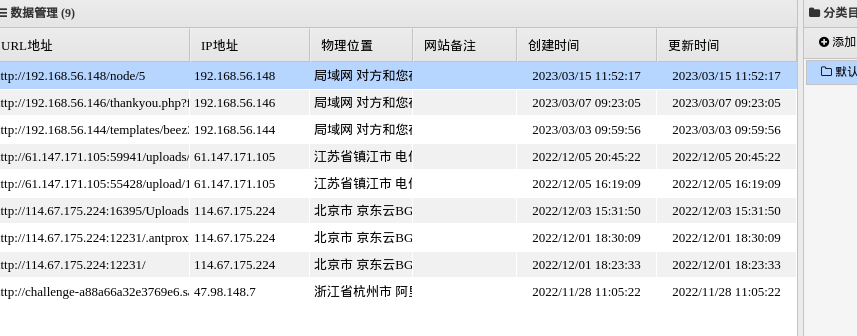 数据管理 (9)
分类目
URL地址 IP地址 物理位置 网站备注 创建时间 更新时间
添加
默认
ttp://192.168.56.148/node/5 192.168.56.148 局域网 对方和您在 2023/03/15 11:52:17 2023/03/15 11:52:17
ttp://192.168.56.146/thankyou.php?f 192.168.56.146 局域网 对方和您在 2023/03/07 09:23:05 2023/03/07 09:23:05
ttp://192.168.56.144/templates/beez 192.168.56.144 局域网 对方和您在 2023/03/03 09:59:56 2023/03/03 09:59:56
ttp://61.147.171.105:59941/uploads/ 61.147.171.105 江苏省镇江市 电信 2022/12/05 20:45:22 2022/12/05 20:45:22
ttp://61.147.171.105:55428/upload/1 61.147.171.105 江苏省镇江市 电信 2022/12/05 16:19:09 2022/12/05 16:19:09
ttp://114.67.175.224:16395/Uploads 114.67.175.224 北京市 京东云BG 2022/12/03 15:31:50 2022/12/03 15:31:50
ttp://114.67.175.224:12231/.antprox 114.67.175.224 北京市 京东云BG 2022/12/01 18:30:09 2022/12/01 18:30:09
ttp://114.67.175.224:12231/ 114.67.175.224 北京市 京东云BG 2022/12/01 18:23:33 2022/12/01 18:23:33
ttp://challenge-a88a66a32e3769e6.s 47.98.148.7 浙江省杭州市 阿里 2022/11/28 11:05:22 2022/11/28 11:05:22